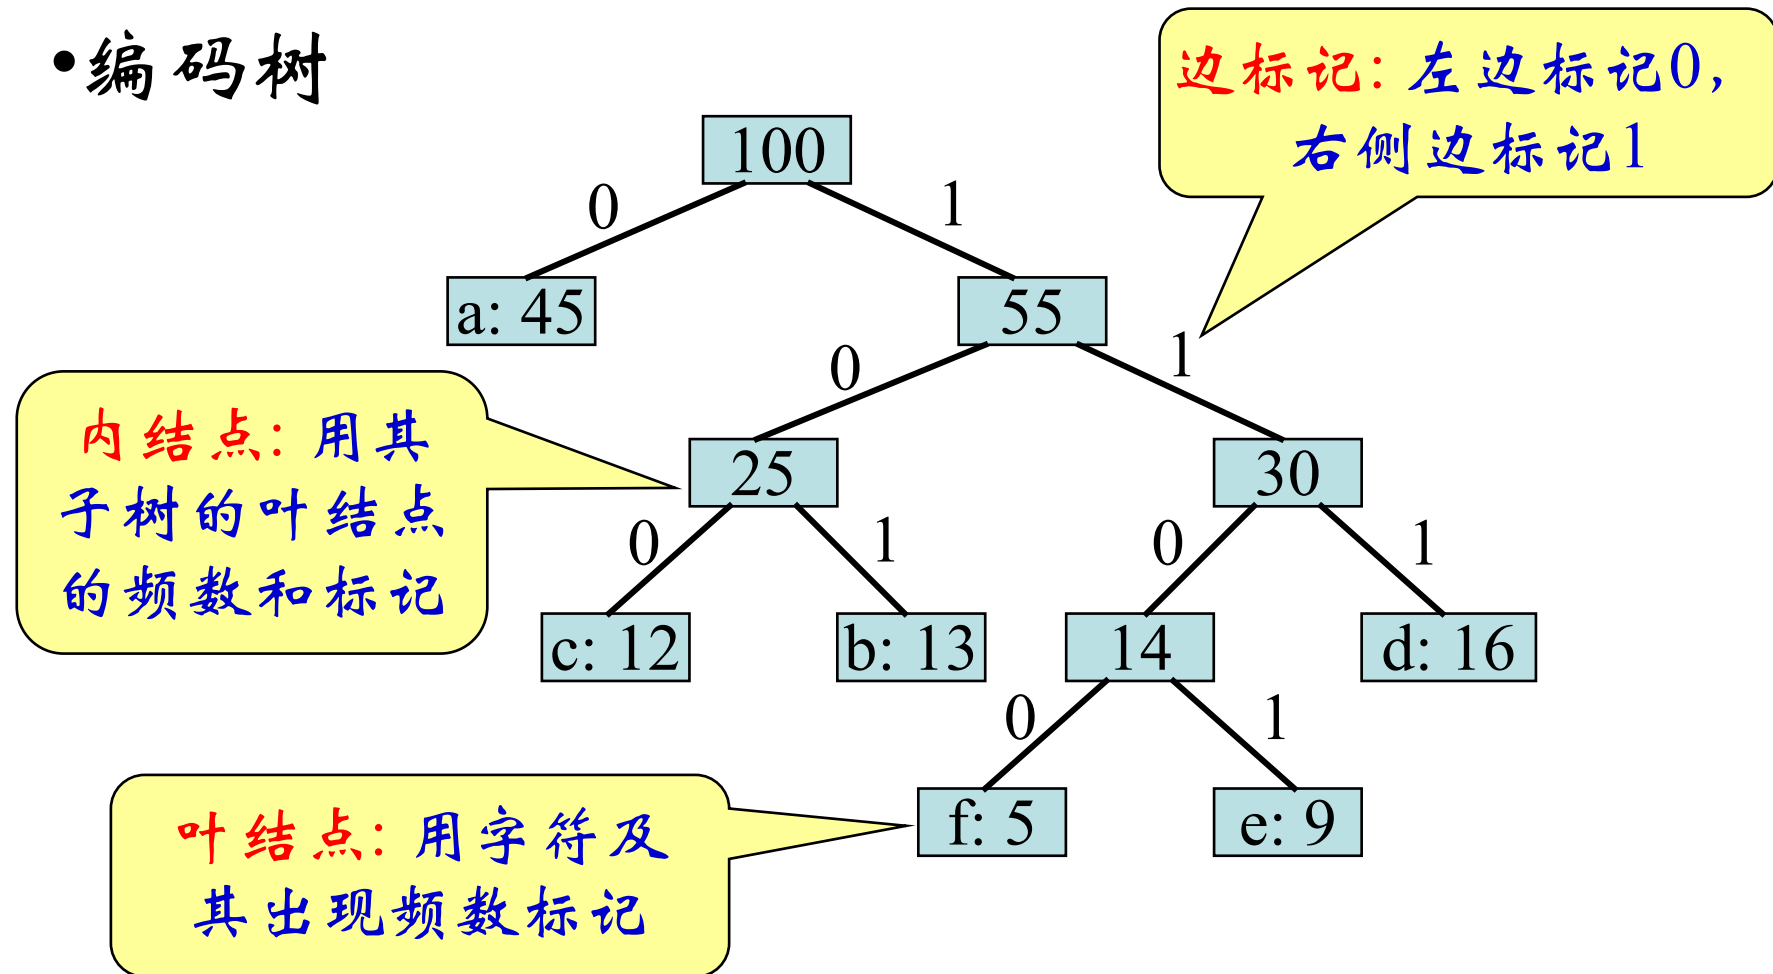 •编码树
边标记: 左边标记0,
右侧边标记1
100
0
1
a: 45
55
0
1
内结点: 用其
子树的叶结点
的频数和标记
25
30
0
1
0
1
c: 12
b: 13
14
d: 16
0
1
叶结点: 用字符及
其出现频数标记
f: 5
e: 9